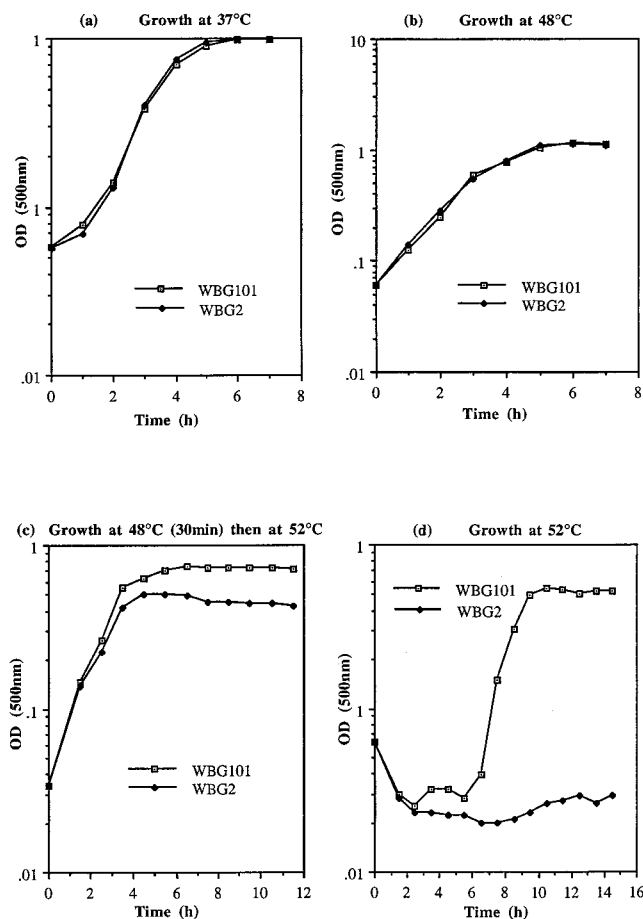 (a) Growth at 37°C
1
1
.01
OD (500nm)
WBG101
WBG2
0 2 4 6 8
Time (h)
(b) Growth at 48°C
10
1
.1
.01
OD (500nm)
WBG101
WBG2
0 2 4 6 8
Time (h)
(c) Growth at 48°C (30min) then at 52°C
1
.1
.01
OD (500nm)
WBG101
WBG2
0 2 4 6 8 10 12
Time (h)
(d) Growth at 52°C
1
1
.01
OD (500nm)
WBG101
WBG2
0 2 4 6 8 10 12 14 16
Time (h)